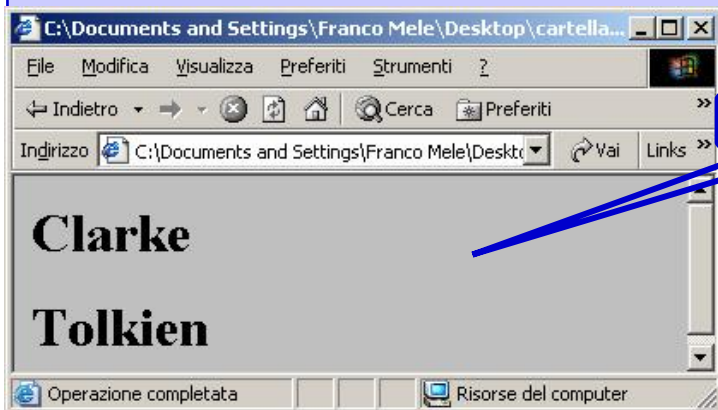 C:\Documents and Settings\Franco Mele\Desktop\cartella...
File Modifica Visualizza Preferiti Strumenti ?
Indietro Cerca Preferiti »
Indirizzo C:\Documents and Settings\Franco Mele\Deskto Vai Links »
Clarke
Tolkien
Operazione completata Risorse del computer